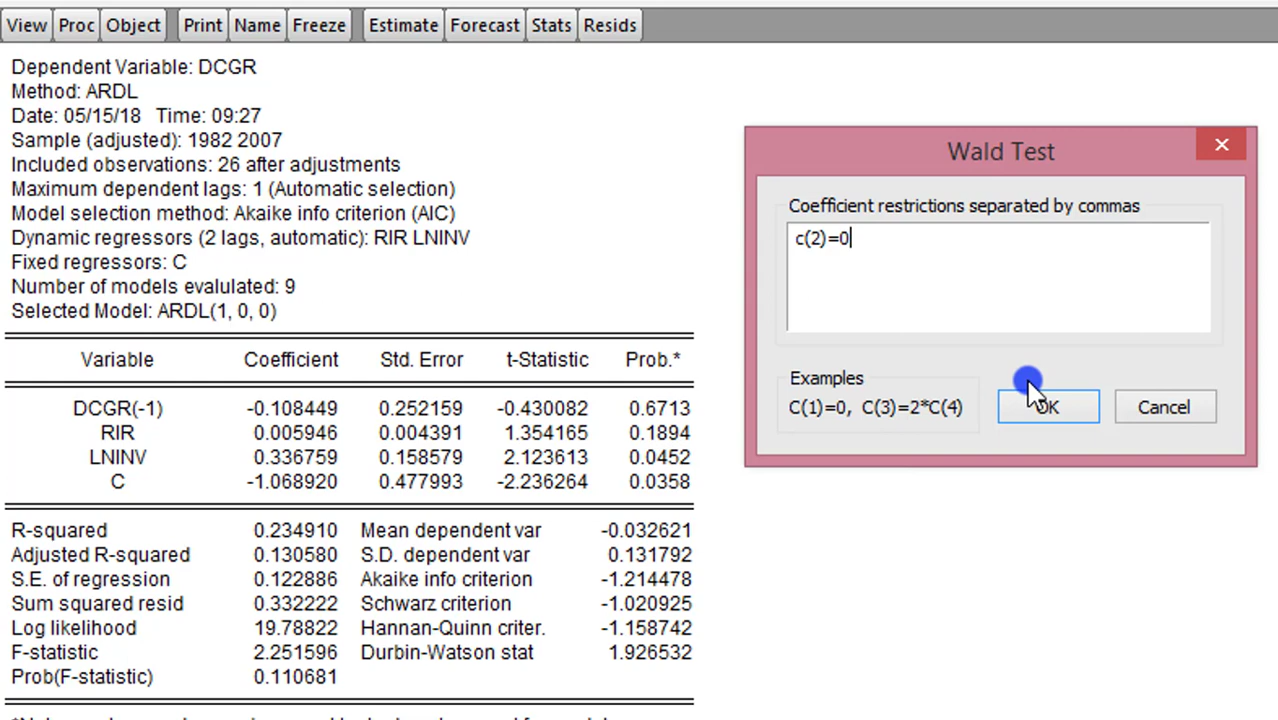 View Proc Object Print Name Freeze Estimate Forecast Stats Resids
Dependent Variable: DCGR
Method: ARDL
Date: 05/15/18 Time: 09:27
Sample (adjusted): 1982 2007
Included observations: 26 after adjustments
Maximum dependent lags: 1 (Automatic selection)
Model selection method: Akaike info criterion (AIC)
Dynamic regressors (2 lags, automatic): RIR LNINV
Fixed regressors: C
Number of models evalulated: 9
Selected Model: ARDL(1, 0, 0)
Variable Coefficient Std. Error t-Statistic Prob.*
DCGR(-1) -0.108449 0.252159 -0.430082 0.6713
RIR 0.005946 0.004391 1.354165 0.1894
LNINV 0.336759 0.158579 2.123613 0.0452
C -1.068920 0.477993 -2.236264 0.0358
R-squared 0.234910 Mean dependent var -0.032621
Adjusted R-squared 0.130580 S.D. dependent var 0.131792
S.E. of regression 0.122886 Akaike info criterion -1.214478
Sum squared resid 0.332222 Schwarz criterion -1.020925
Log likelihood 19.78822 Hannan-Quinn criter. -1.158742
F-statistic 2.251596 Durbin-Watson stat 1.926532
Prob(F-statistic) 0.110681
Wald Test
Coefficient restrictions separated by commas
c(2)=0
Examples
C(1)=0, C(3)=2*C(4)
OK
Cancel